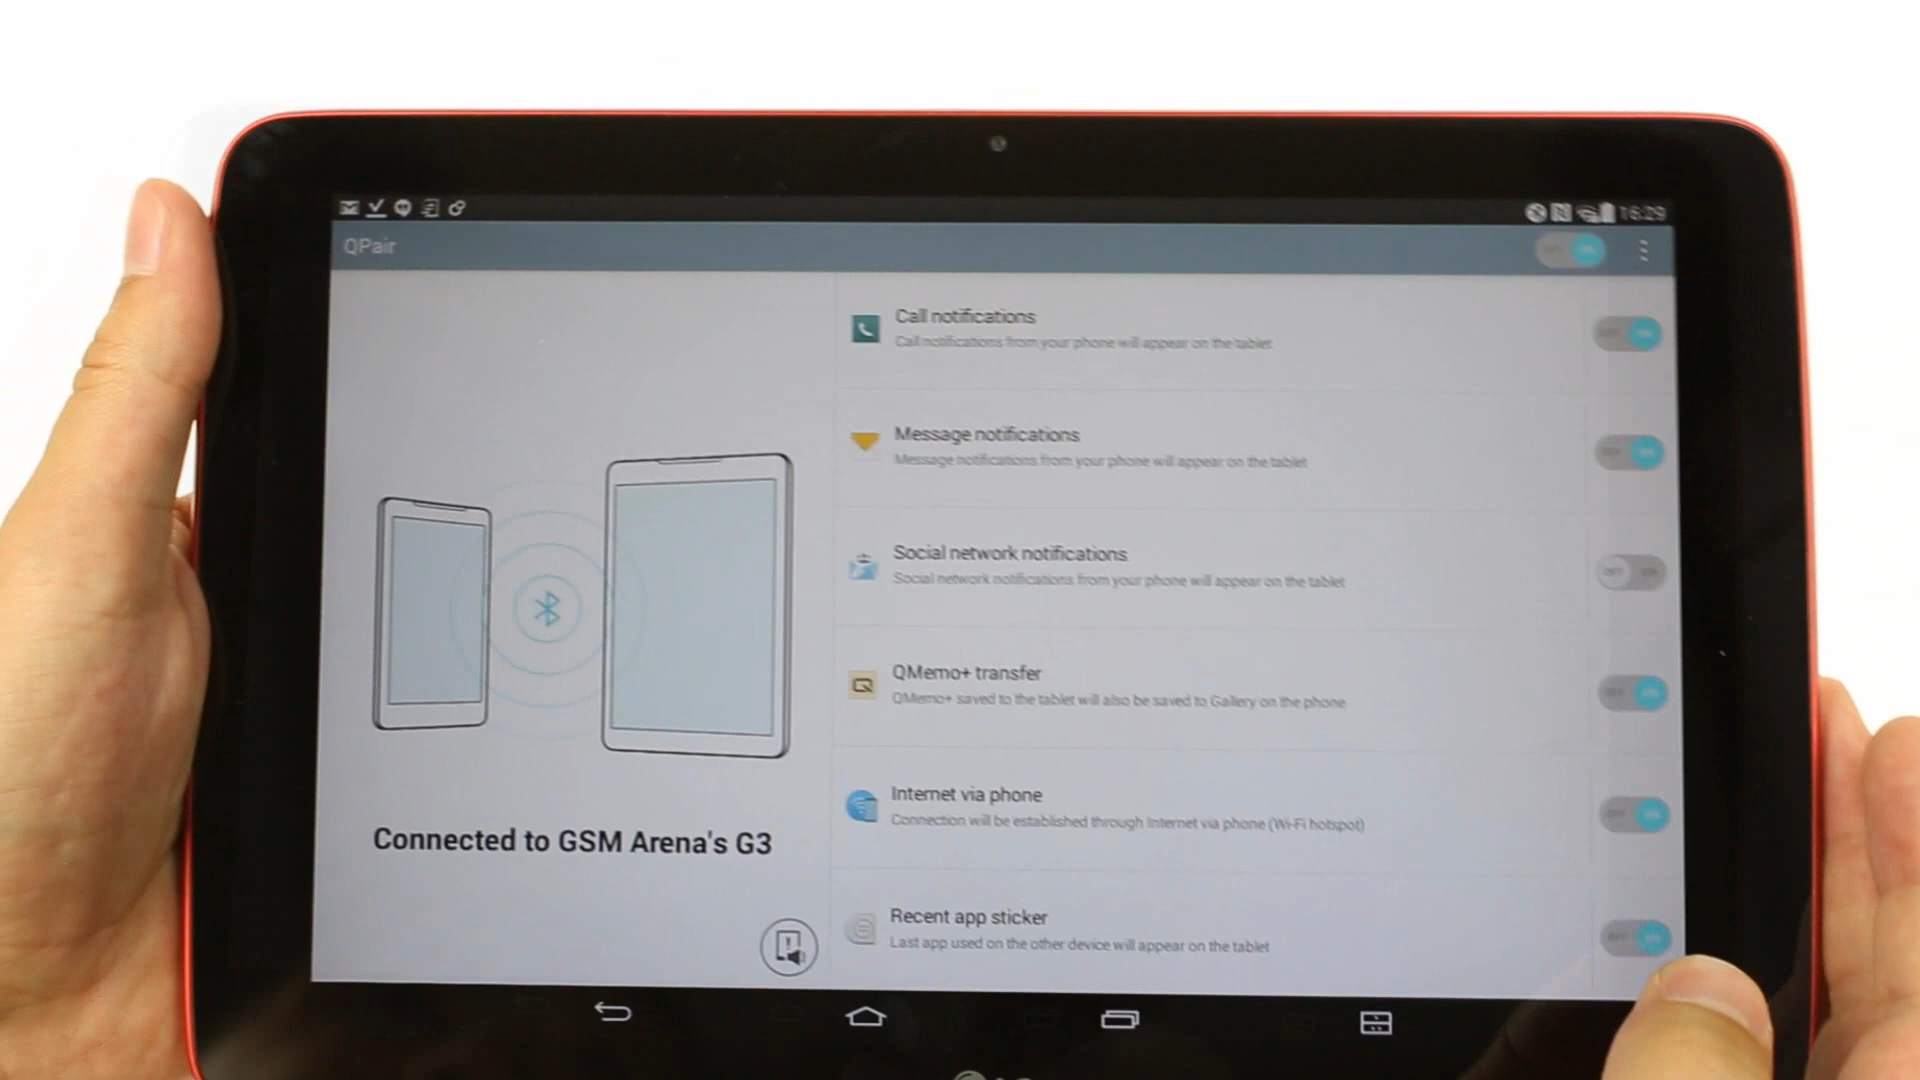 16:29
QPair
Call notifications
Call notifications from your phone will appear on the tablet
Message notifications
Message notifications from your phone will appear on the tablet
Social network notifications
Social network notifications from your phone will appear on the tablet
QMemo+ transfer
QMemo+ saved to the tablet will also be saved to Gallery on the phone
Internet via phone
Connection will be established through Internet via phone (Wi-Fi hotspot)
Recent app sticker
Last app used on the other device will appear on the tablet
Connected to GSM Arena's G3